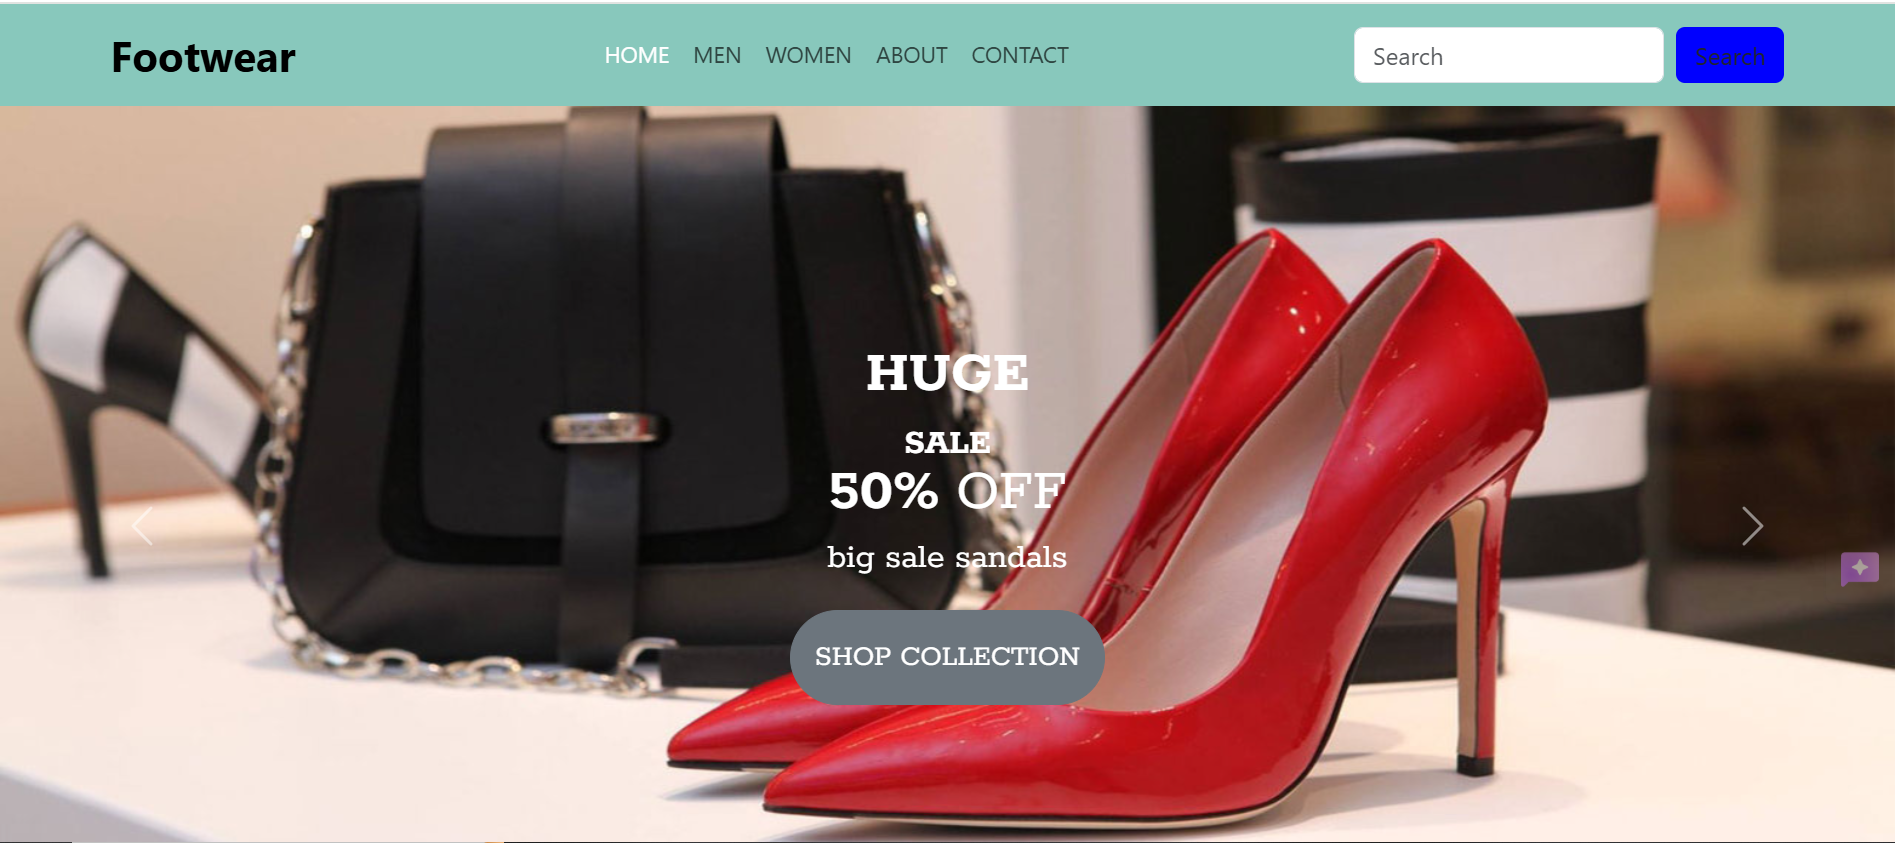 Footwear
HOME MEN WOMEN ABOUT CONTACT
Search
Search
HUGE
SALE
50% OFF
big sale sandals
SHOP COLLECTION